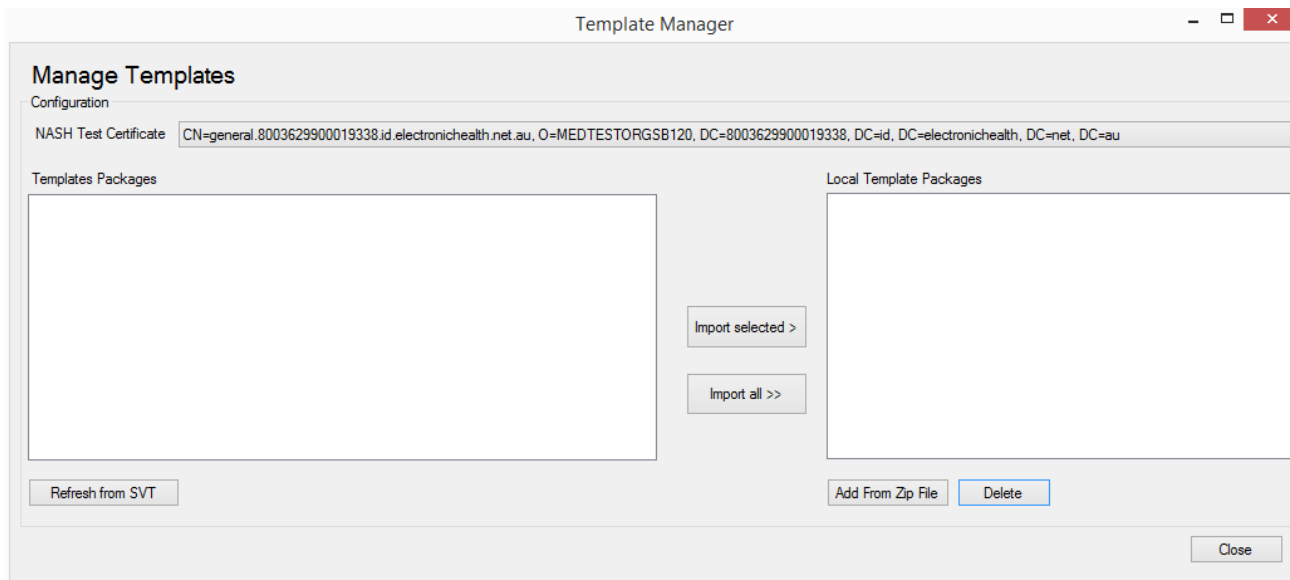 Template Manager
Manage Templates
Configuration
NASH Test Certificate
CN=general.8003629900019338.id.electronichealth.net.au, O=MEDTESTORGSB120, DC=8003629900019338, DC=id, DC=electronichealth, DC=net, DC=au
Templates Packages
Local Template Packages
Import selected >
Import all >>
Refresh from SVT
Add From Zip File
Delete
Close